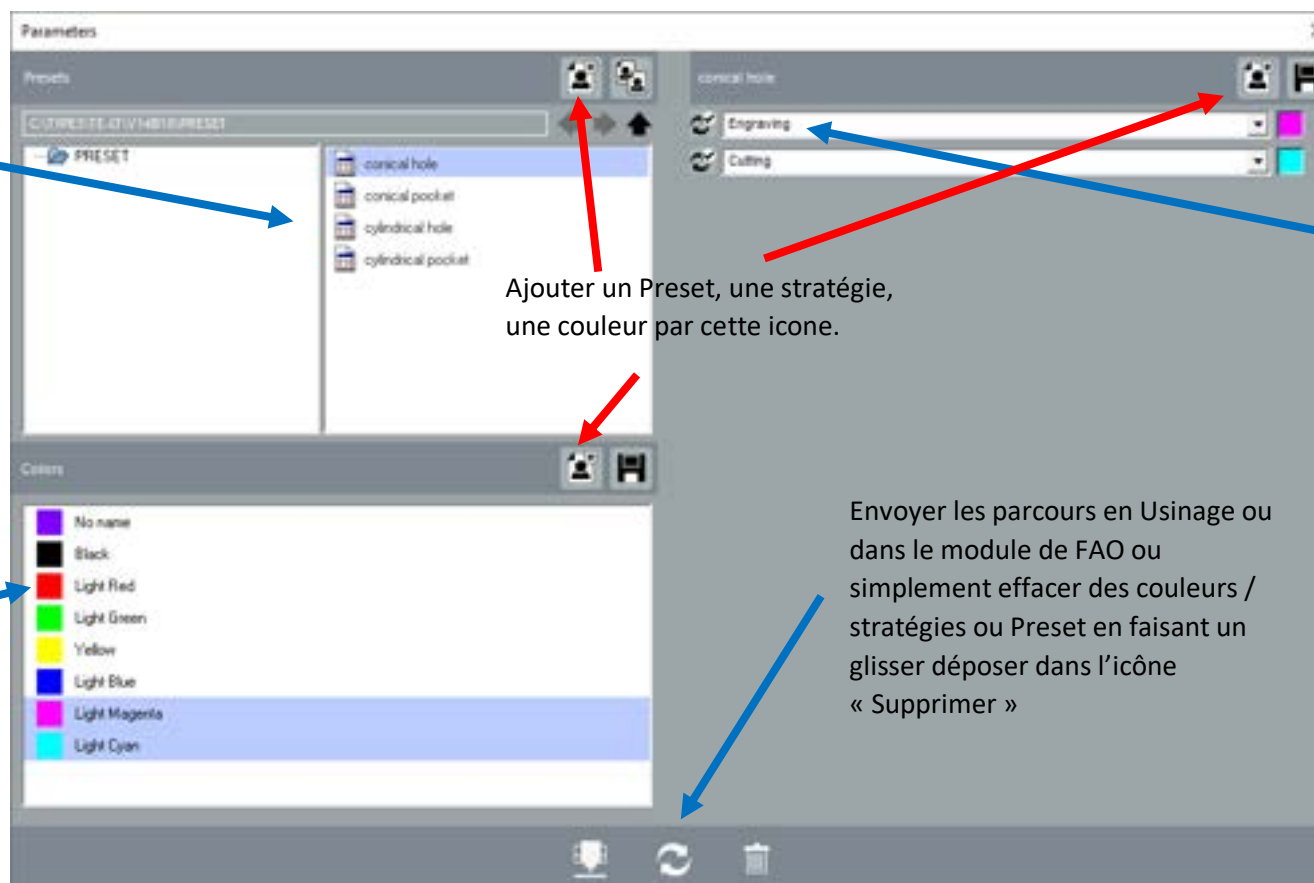 Parameters
Presets
conical hole
Engraving
PRESET
conical hole
Cutting
conical pocket
cylindrical hole
cylindrical pocket
Ajouter un Preset, une stratégie,
une couleur par cette icone.
Colors
No name
Black
Light Red
Light Green
Yellow
Light Blue
Light Magenta
Light Cyan
Envoyer les parcours en Usinage ou
dans le module de FAO ou
simplement effacer des couleurs /
stratégies ou Preset en faisant un
glisser déposer dans l’icône
« Supprimer »